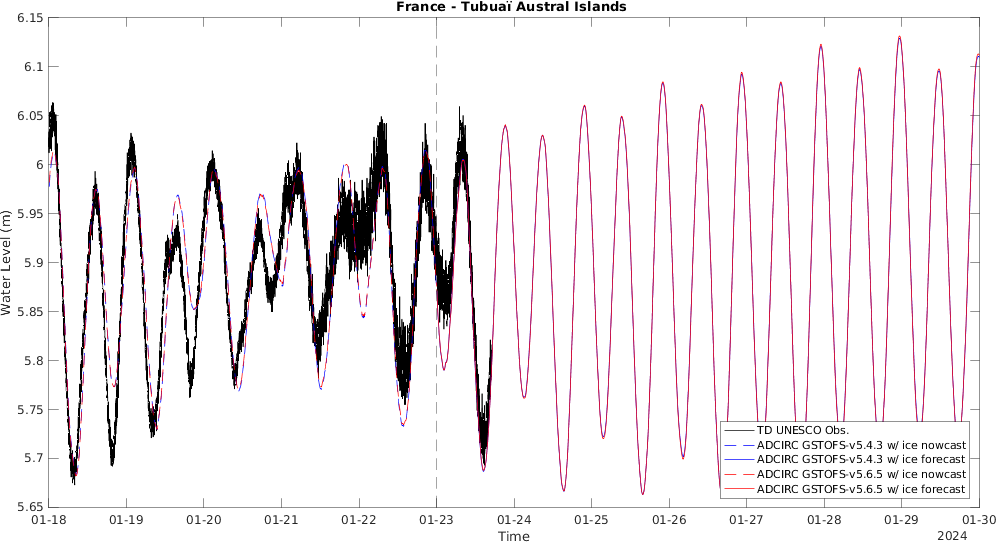 France - Tubuaï Austral Islands
6.15
6.1
6.05
6
5.95
5.9
5.85
5.8
5.75
5.7
5.65
Water Level (m)
TD UNESCO Obs.
ADCIRC GSTOFS-v5.4.3 w/ ice nowcast
ADCIRC GSTOFS-v5.4.3 w/ ice forecast
ADCIRC GSTOFS-v5.6.5 w/ ice nowcast
ADCIRC GSTOFS-v5.6.5 w/ ice forecast
01-18 01-19 01-20 01-21 01-22 01-23 01-24 01-25 01-26 01-27 01-28 01-29 01-30
Time
2024